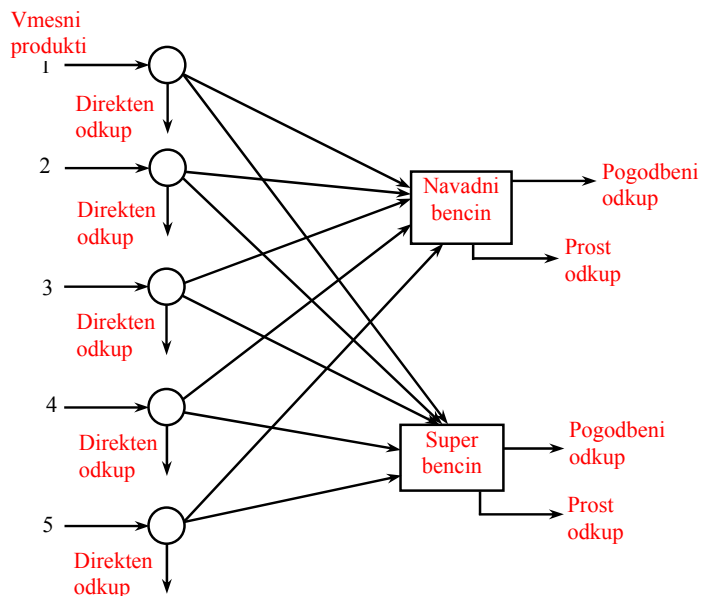 Vmesni
produkti
1
Direkten
odkup
2
Direkten
odkup
3
Direkten
odkup
4
Direkten
odkup
5
Direkten
odkup
Navadni
bencin
Pogodbeni
odkup
Prost
odkup
Super
bencin
Pogodbeni
odkup
Prost
odkup